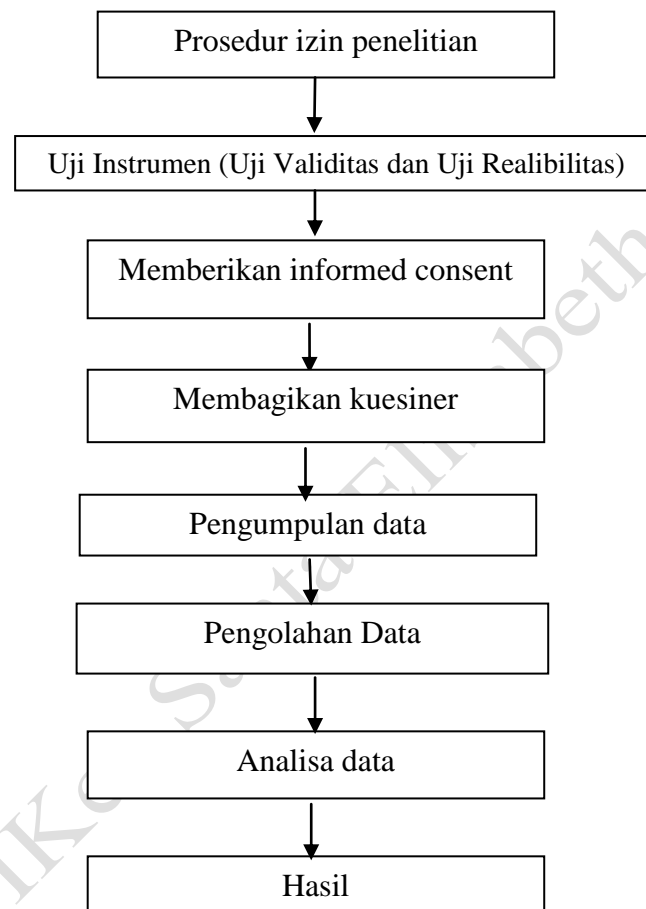 Prosedur izin penelitian
Uji Instrumen (Uji Validitas dan Uji Realibilitas)
Memberikan informed consent
Membagikan kuesiner
Pengumpulan data
Pengolahan Data
Analisa data
Hasil